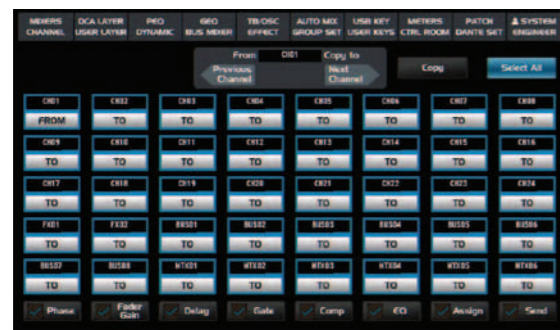 MIXERS DCA LAYER PEQ GEQ TB/OSC AUTO MIX USB KEY METERS PATCH SYSTEM
CHANNEL USER LAYER DYNAMIC BUS MIXER EFFECT GROUP SET USER KEYS CTRL ROOM DANTE SET ENGINEER
From CH01 Copy to
Previous Channel Next Channel Copy Select All
CH01 CH02 CH03 CH04 CH05 CH06 CH07 CH08
FROM TO TO TO TO TO TO TO
CH09 CH10 CH11 CH12 CH13 CH14 CH15 CH16
TO TO TO TO TO TO TO TO
CH17 CH18 CH19 CH20 CH21 CH22 CH23 CH24
TO TO TO TO TO TO TO TO
FX01 FX02 BUS01 BUS02 BUS03 BUS04 BUS05 BUS06
TO TO TO TO TO TO TO TO
BUS07 BUS08 MTX01 MTX02 MTX03 MTX04 MTX05 MTX06
TO TO TO TO TO TO TO TO
Phase Fader Gain Delay Gate Comp EQ Assign Send